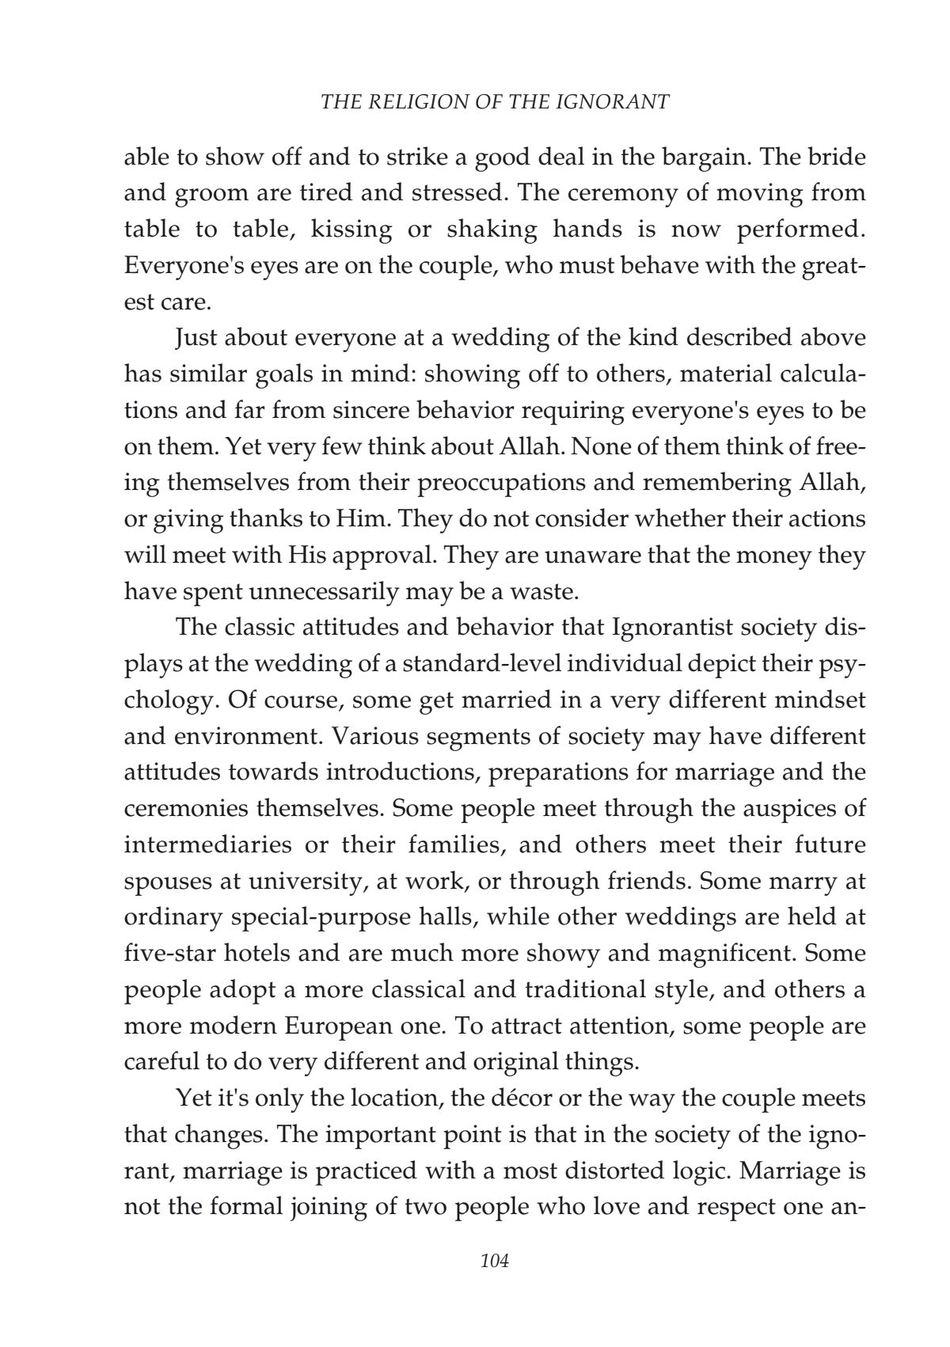 THE RELIGION OF THE IGNORANT
able to show off and to strike a good deal in the bargain. The bride
and groom are tired and stressed. The ceremony of moving from
table to table, kissing or shaking hands is now performed.
Everyone's eyes are on the couple, who must behave with the great-
est care.
Just about everyone at a wedding of the kind described above
has similar goals in mind: showing off to others, material calcula-
tions and far from sincere behavior requiring everyone's eyes to be
on them. Yet very few think about Allah. None of them think of free-
ing themselves from their preoccupations and remembering Allah,
or giving thanks to Him. They do not consider whether their actions
will meet with His approval. They are unaware that the money they
have spent unnecessarily may be a waste.
The classic attitudes and behavior that Ignorantist society dis-
plays at the wedding of a standard-level individual depict their psy-
chology. Of course, some get married in a very different mindset
and environment. Various segments of society may have different
attitudes towards introductions, preparations for marriage and the
ceremonies themselves. Some people meet through the auspices of
intermediaries or their families, and others meet their future
spouses at university, at work, or through friends. Some marry at
ordinary special-purpose halls, while other weddings are held at
five-star hotels and are much more showy and magnificent. Some
people adopt a more classical and traditional style, and others a
more modern European one. To attract attention, some people are
careful to do very different and original things.
Yet it's only the location, the décor or the way the couple meets
that changes. The important point is that in the society of the igno-
rant, marriage is practiced with a most distorted logic. Marriage is
not the formal joining of two people who love and respect one an-
104